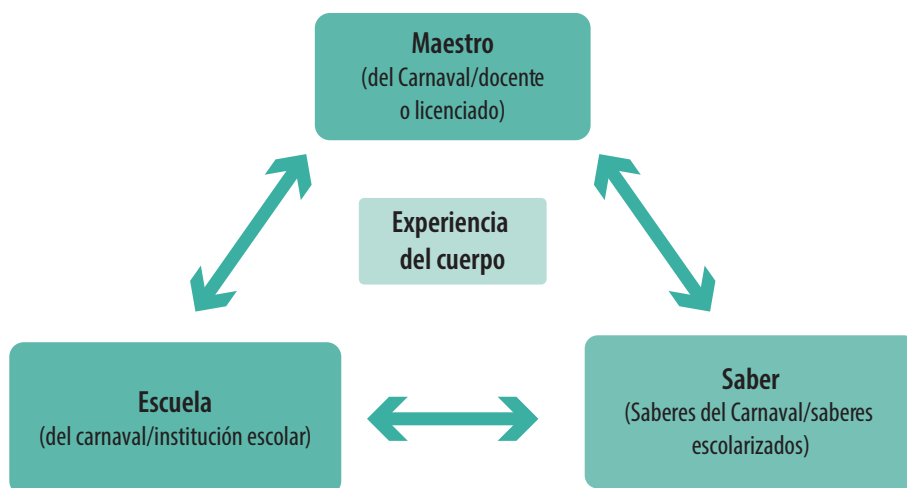 Maestro
(del Carnaval/docente
o licenciado)
Experiencia
del cuerpo
Escuela
(del carnaval/institución escolar)
Saber
(Saberes del Carnaval/saberes
escolarizados)